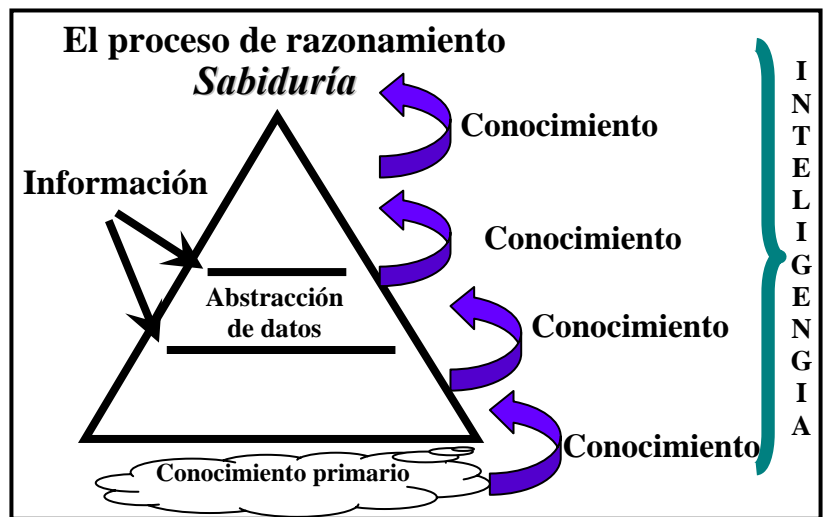 El proceso de razonamiento
Sabiduría
Conocimiento
Información
Conocimiento
Abstracción
de datos
Conocimiento
Conocimiento
Conocimiento primario
I
N
T
E
L
I
G
E
N
G
I
A